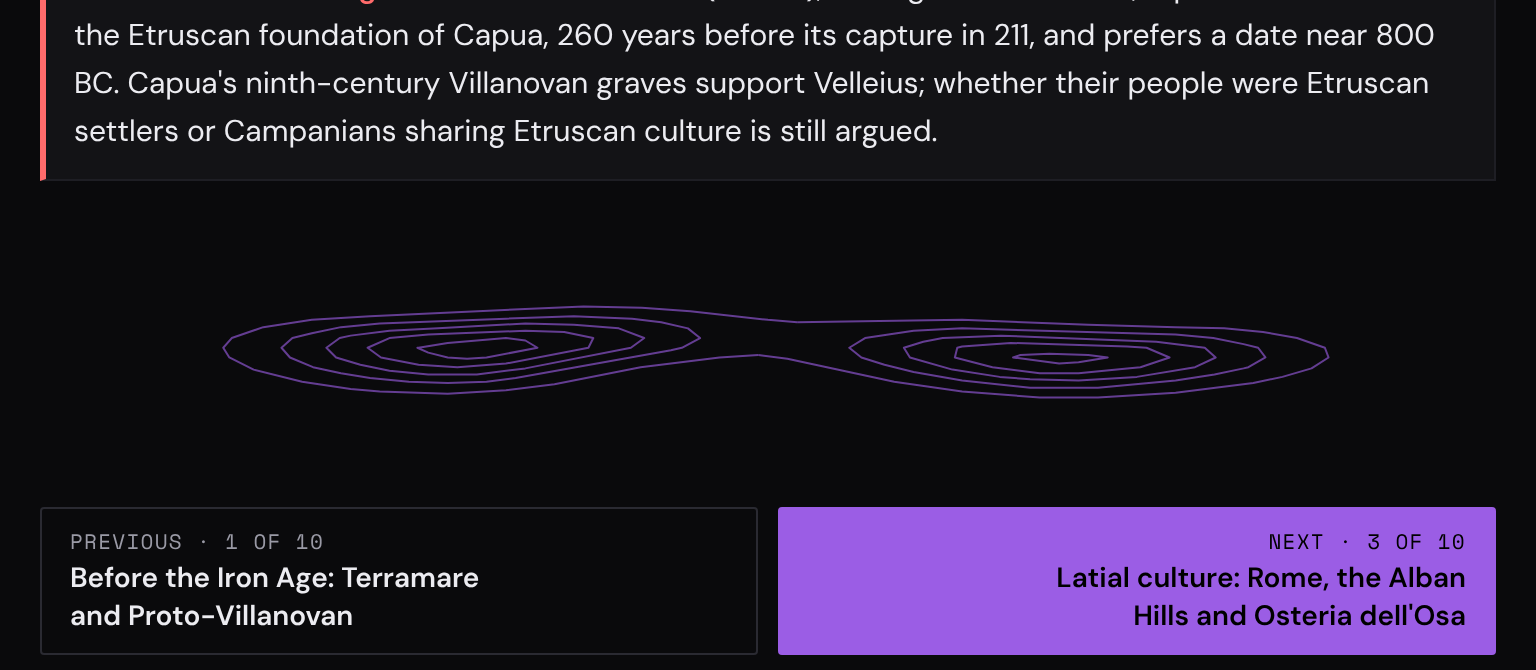 the Etruscan foundation of Capua, 260 years before its capture in 211, and prefers a date near 800
BC. Capua's ninth-century Villanovan graves support Velleius; whether their people were Etruscan
settlers or Campanians sharing Etruscan culture is still argued.
PREVIOUS · 1 OF 10
Before the Iron Age: Terramare
and Proto-Villanovan
NEXT · 3 OF 10
Latial culture: Rome, the Alban
Hills and Osteria dell'Osa